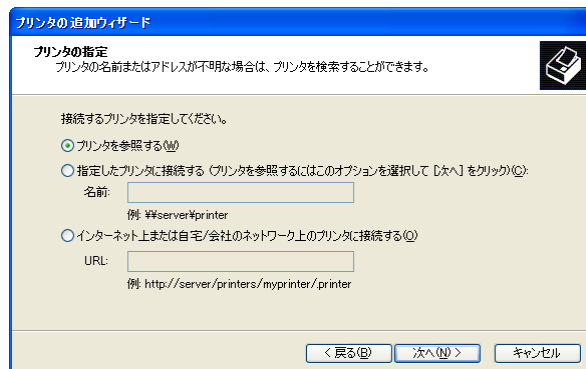 プリンタの追加ウィザード
プリンタの指定
プリンタの名前またはアドレスが不明な場合は、プリンタを検索することができます。
接続するプリンタを指定してください。
プリンタを参照する(W)
指定したプリンタに接続する (プリンタを参照するにはこのオプションを選択して [次へ] をクリック)(C):
名前:
例: ¥¥server¥printer
インターネット上または自宅/会社のネットワーク上のプリンタに接続する(O)
URL:
例: http://server/printers/myprinter/.printer
< 戻る(B)
次へ(N) >
キャンセル